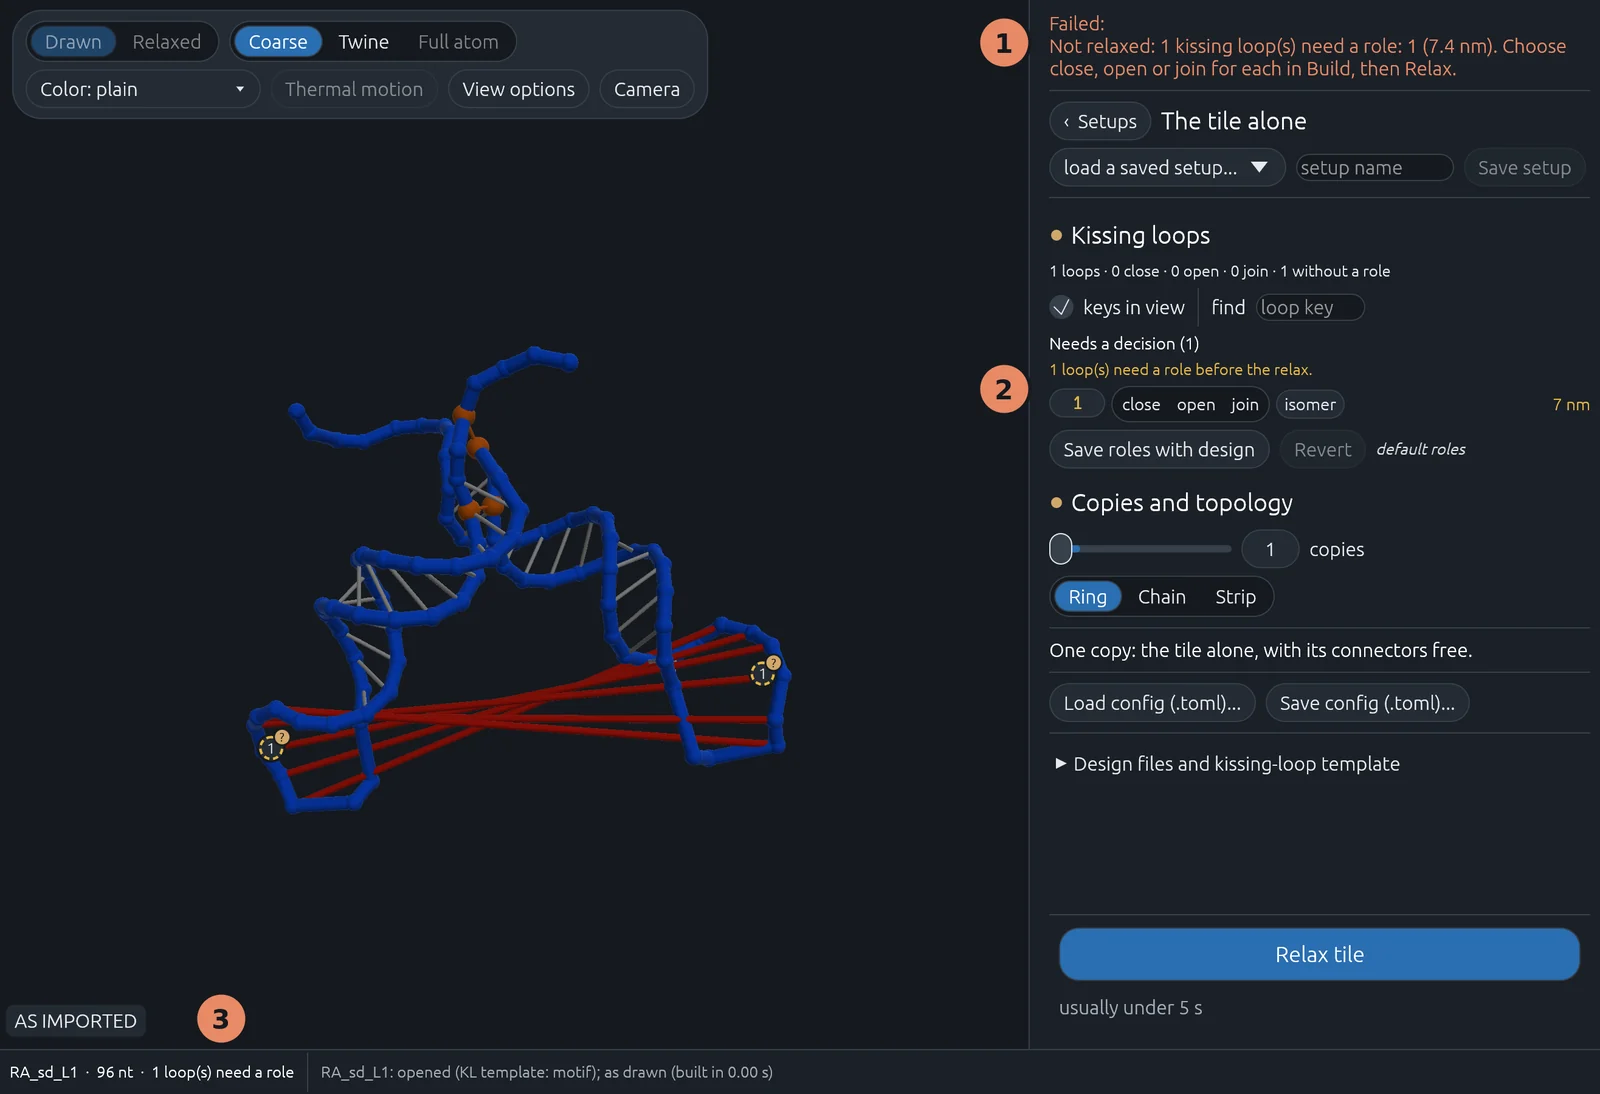 Drawn Relaxed Coarse Twine Full atom
Color: plain Thermal motion View options Camera
1
Failed:
Not relaxed: 1 kissing loop(s) need a role: 1 (7.4 nm). Choose
close, open or join for each in Build, then Relax.
‹ Setups The tile alone
load a saved setup... setup name Save setup
Kissing loops
1 loops · 0 close · 0 open · 0 join · 1 without a role
keys in view find loop key
Needs a decision (1)
1 loop(s) need a role before the relax.
2
1 close open join isomer 7 nm
Save roles with design Revert default roles
Copies and topology
1 copies
Ring Chain Strip
One copy: the tile alone, with its connectors free.
Load config (.toml)... Save config (.toml)...
Design files and kissing-loop template
1 ?
1 ?
Relax tile
usually under 5 s
AS IMPORTED
3
RA_sd_L1 · 96 nt · 1 loop(s) need a role
RA_sd_L1: opened (KL template: motif); as drawn (built in 0.00 s)